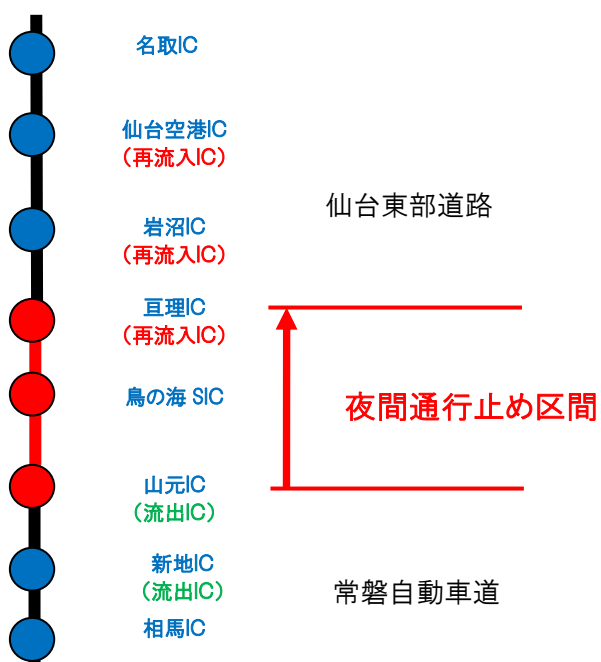 名取IC
仙台空港IC
（再流入IC）
仙台東部道路
岩沼IC
（再流入IC）
亘理IC
（再流入IC）
鳥の海 SIC
夜間通行止め区間
山元IC
（流出IC）
新地IC
（流出IC）
常磐自動車道
相馬IC